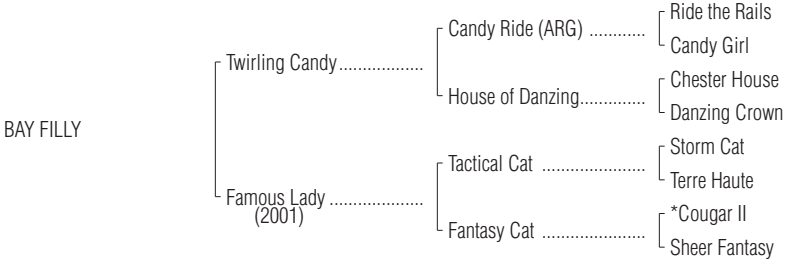 Ride the Rails
Candy Ride (ARG) ............
Candy Girl
Twirling Candy..................
Chester House
House of Danzing..............
Danzing Crown
BAY FILLY
Storm Cat
Tactical Cat ......................
Terre Haute
Famous Lady ....................
(2001)
*Cougar II
Fantasy Cat ......................
Sheer Fantasy